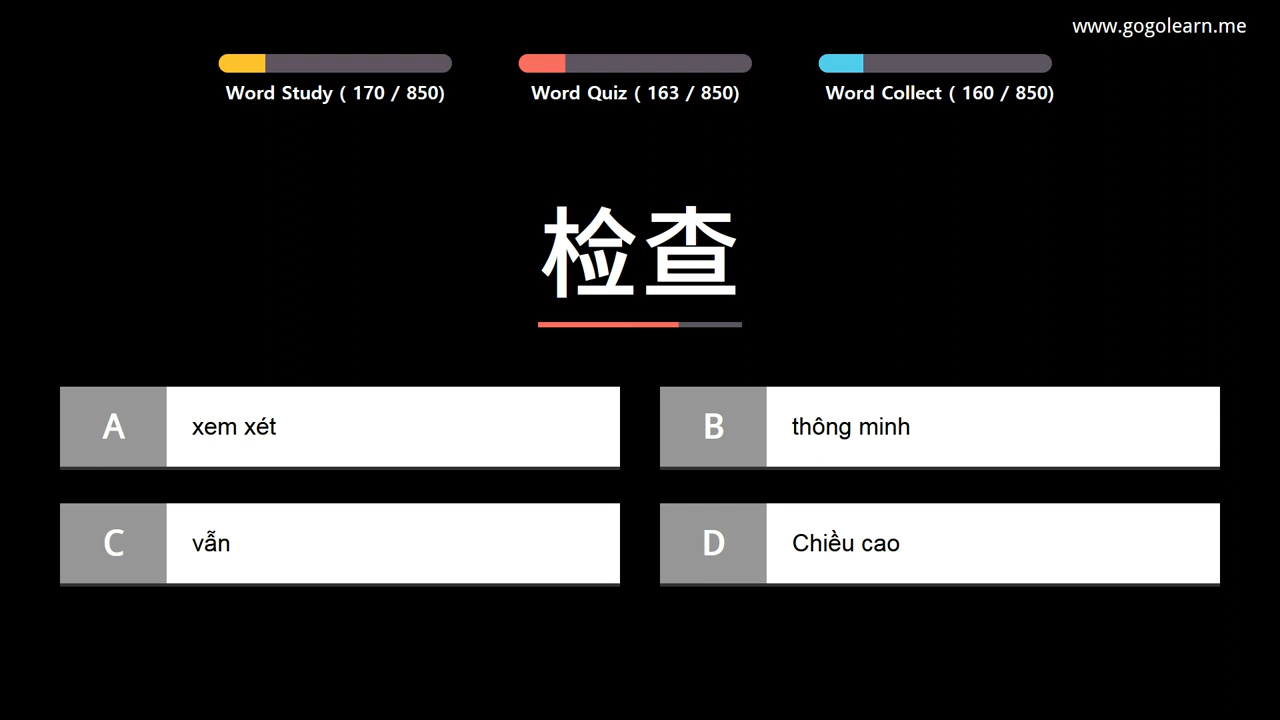 www.gogolearn.me
Word Study ( 170 / 850)
Word Quiz ( 163 / 850)
Word Collect ( 160 / 850)
检查
A
xem xét
B
thông minh
C
vẫn
D
Chiều cao